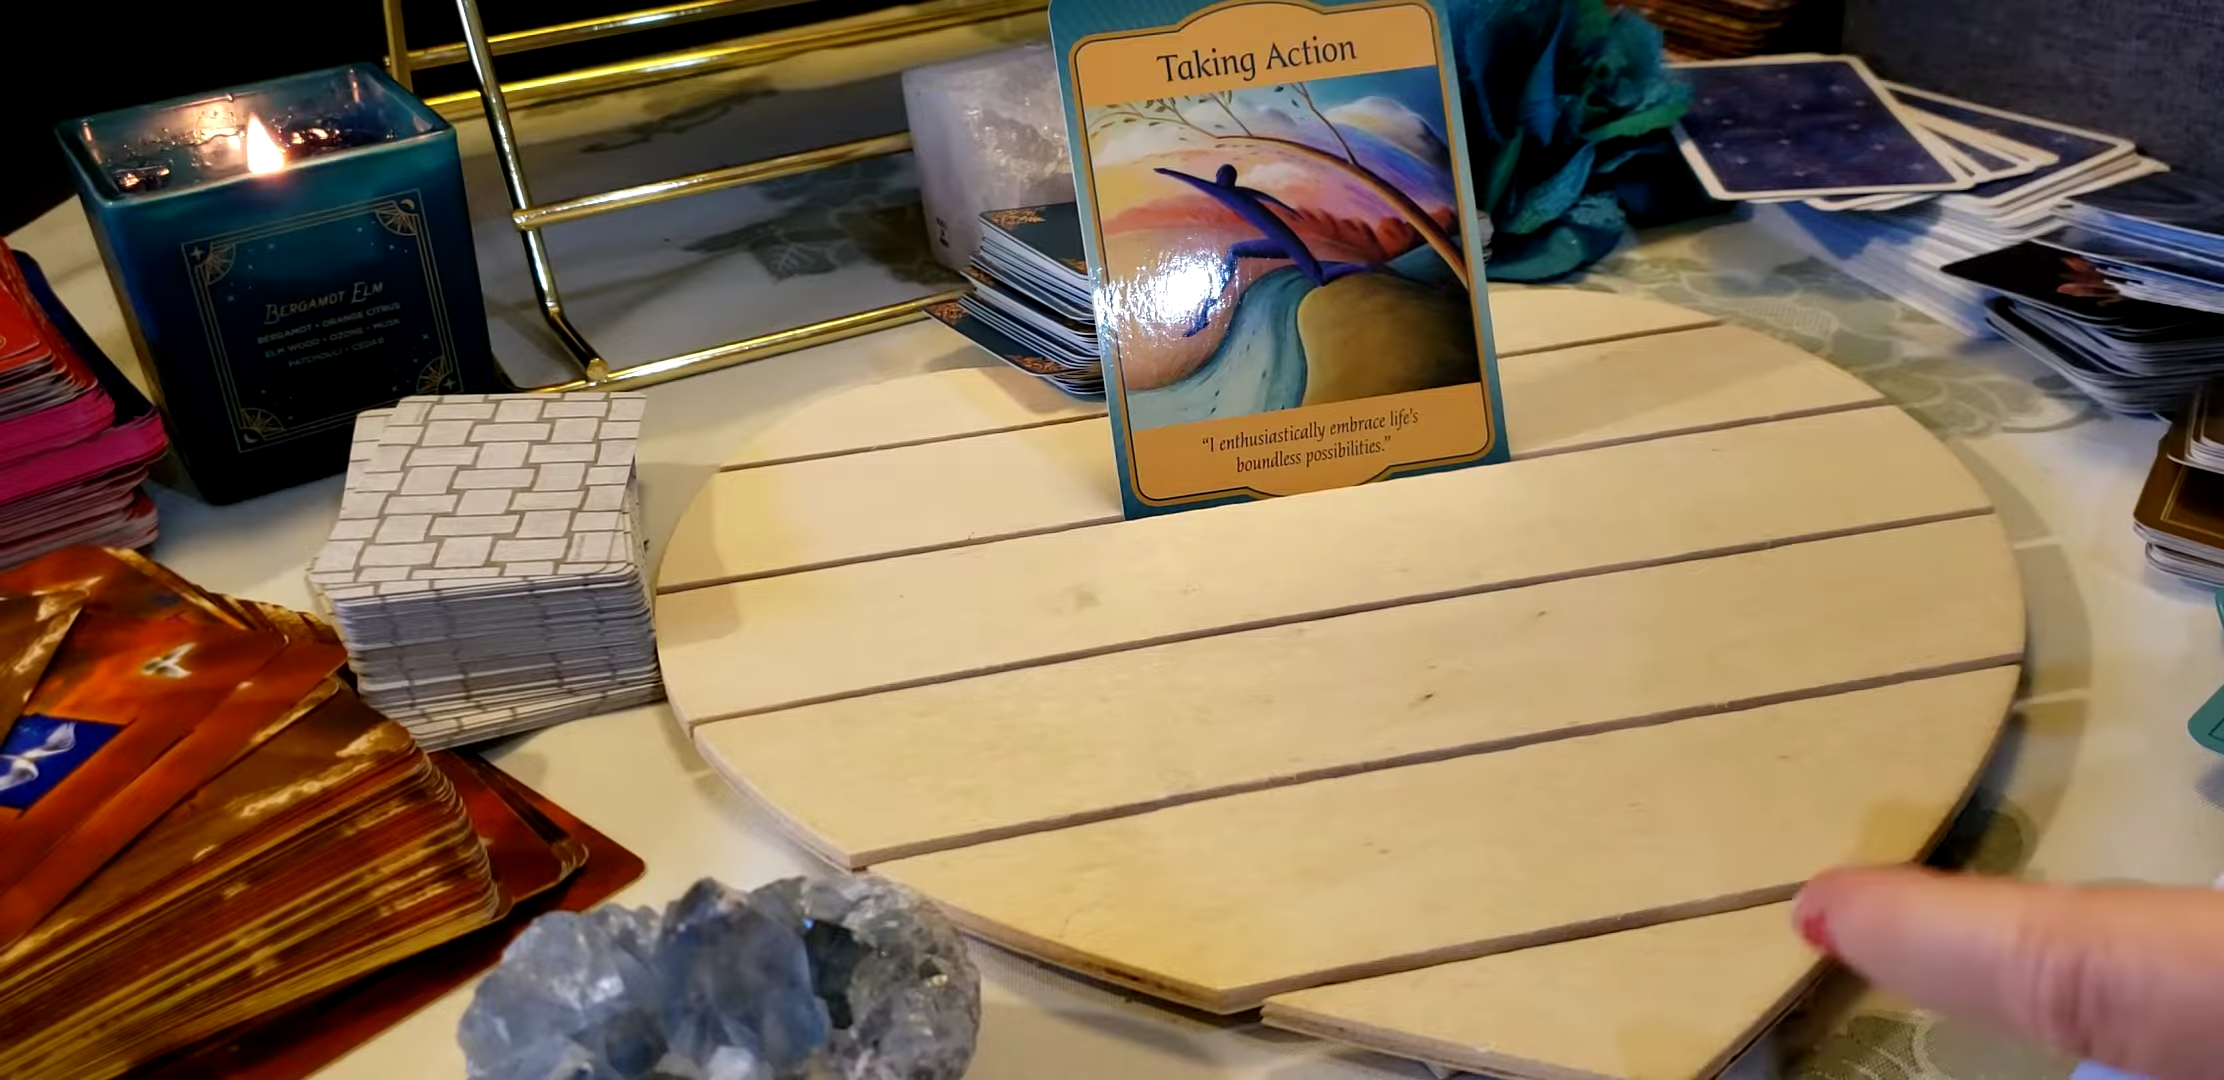 Taking Action
"I enthusiastically embrace life's
boundless possibilities."
BERGAMOT ELM
BERGAMOT • ORANGE CITRUS
ELM WOOD • OZONE • MUSK
PATCHOULI • CEDAR